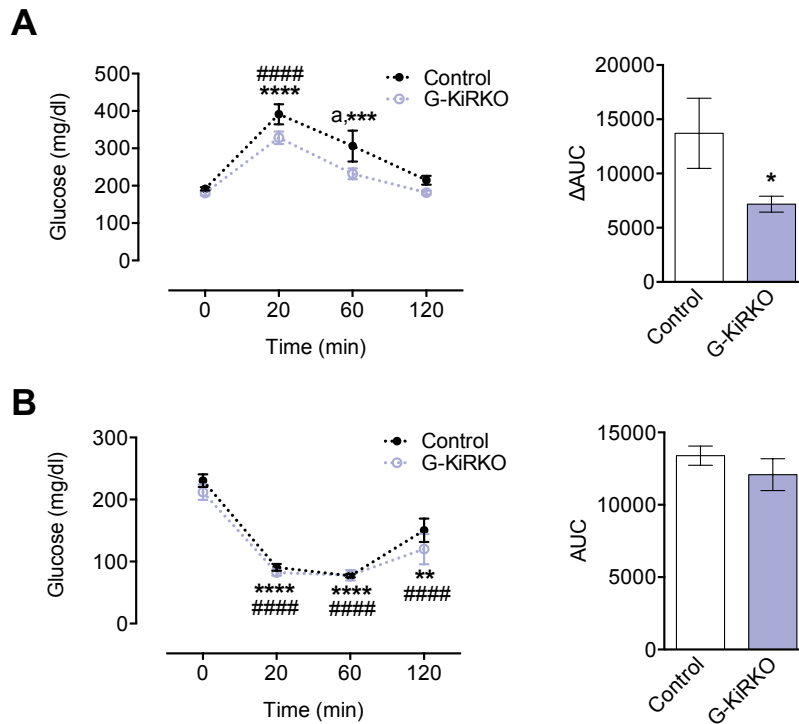 A
Glucose (mg/dl)
500
400
300
200
100
0
####
****
a,***
Control
G-KiRKO
0 20 60 120
Time (min)
ΔAUC
20000
15000
10000
5000
0
*
Control
G-KiRKO
B
Glucose (mg/dl)
300
200
100
0
Control
G-KiRKO
**** **** **
#### #### ####
0 20 60 120
Time (min)
AUC
15000
10000
5000
0
Control
G-KiRKO